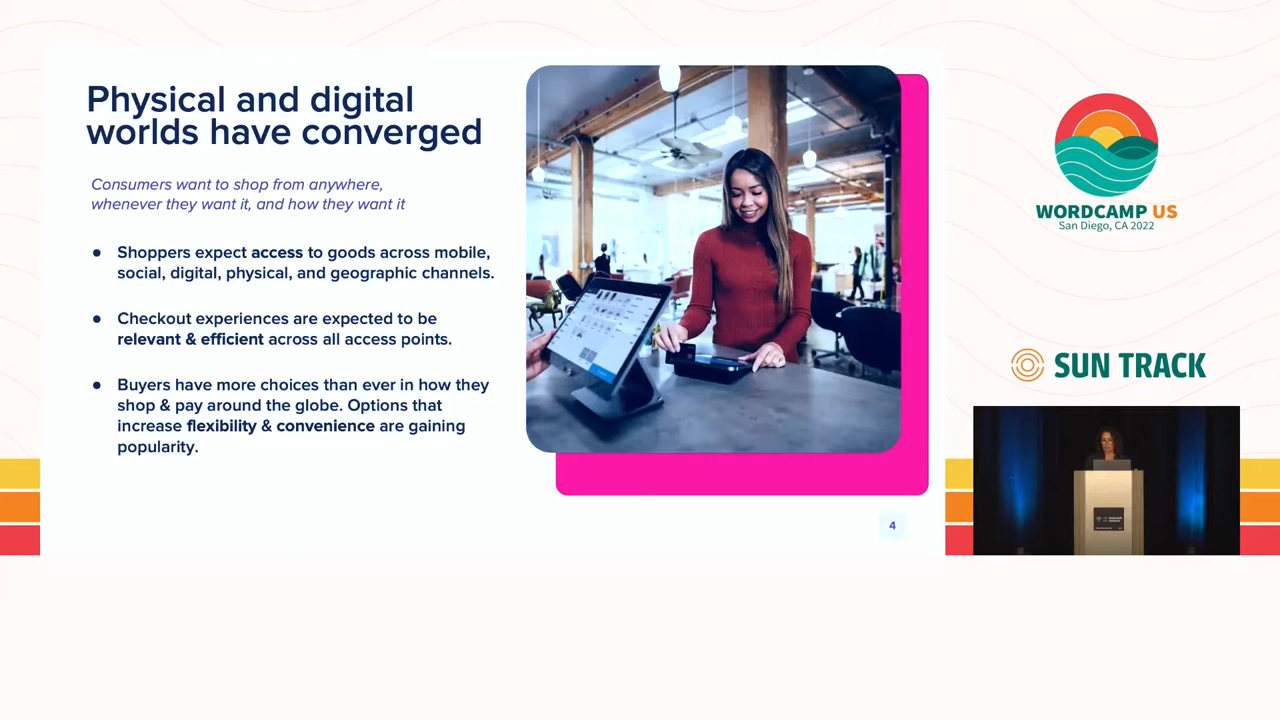 Physical and digital
worlds have converged
Consumers want to shop from anywhere,
whenever they want it, and how they want it
● Shoppers expect access to goods across mobile,
social, digital, physical, and geographic channels.
● Checkout experiences are expected to be
relevant & efficient across all access points.
● Buyers have more choices than ever in how they
shop & pay around the globe. Options that
increase flexibility & convenience are gaining
popularity.
4
WORDCAMP US
San Diego, CA 2022
SUN TRACK